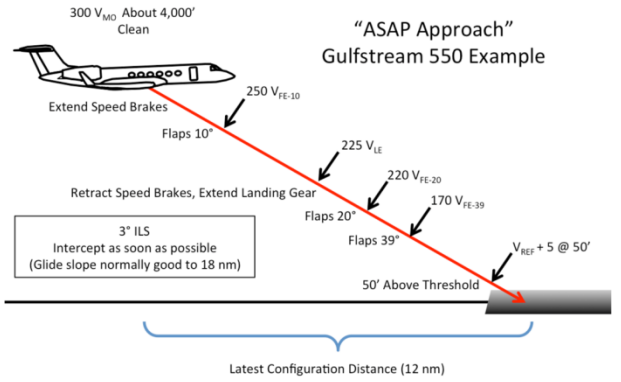 300 VMO About 4,000’
Clean
“ASAP Approach”
Gulfstream 550 Example
Extend Speed Brakes
250 VFE-10
Flaps 10°
225 VLE
Retract Speed Brakes, Extend Landing Gear
220 VFE-20
Flaps 20°
170 VFE-39
Flaps 39°
3° ILS
Intercept as soon as possible
(Glide slope normally good to 18 nm)
VREF + 5 @ 50’
50’ Above Threshold
Latest Configuration Distance (12 nm)